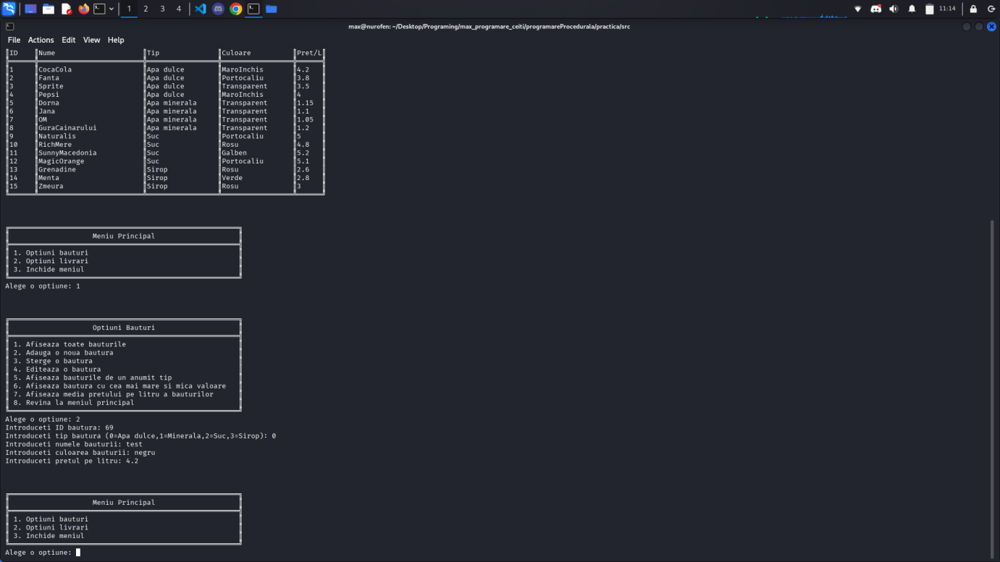 1 2 3 4 11:14
max@nurofen: ~/Desktop/Programing/max_programare_ceiti/programareProcedurala/practica/src
File Actions Edit View Help
ID Nume Tip Culoare Pret/L
1 CocaCola Apa dulce MaroInchis 4.2
2 Fanta Apa dulce Portocaliu 3.8
3 Sprite Apa dulce Transparent 3.5
4 Pepsi Apa dulce MaroInchis 4
5 Dorna Apa minerala Transparent 1.15
6 Jana Apa minerala Transparent 1.1
7 OM Apa minerala Transparent 1.05
8 GuraCainarului Apa minerala Transparent 1.2
9 Naturalis Suc Portocaliu 5
10 RichMere Suc Rosu 4.8
11 SunnyMacedonia Suc Galben 5.2
12 MagicOrange Suc Portocaliu 5.1
13 Grenadine Sirop Rosu 2.6
14 Menta Sirop Verde 2.8
15 Zmeura Sirop Rosu 3
Meniu Principal
1. Optiuni bauturi
2. Optiuni livrari
3. Inchide meniul
Alege o optiune: 1
Optiuni Bauturi
1. Afiseaza toate bauturile
2. Adauga o noua bautura
3. Sterge o bautura
4. Editeaza o bautura
5. Afiseaza bauturile de un anumit tip
6. Afiseaza bautura cu cea mai mare si mica valoare
7. Afiseaza media pretului pe litru a bauturilor
8. Revina la meniul principal
Alege o optiune: 2
Introduceti ID bautura: 69
Introduceti tip bautura (0=Apa dulce,1=Minerala,2=Suc,3=Sirop): 0
Introduceti numele bauturii: test
Introduceti culoarea bauturii: negru
Introduceti pretul pe litru: 4.2
Meniu Principal
1. Optiuni bauturi
2. Optiuni livrari
3. Inchide meniul
Alege o optiune: